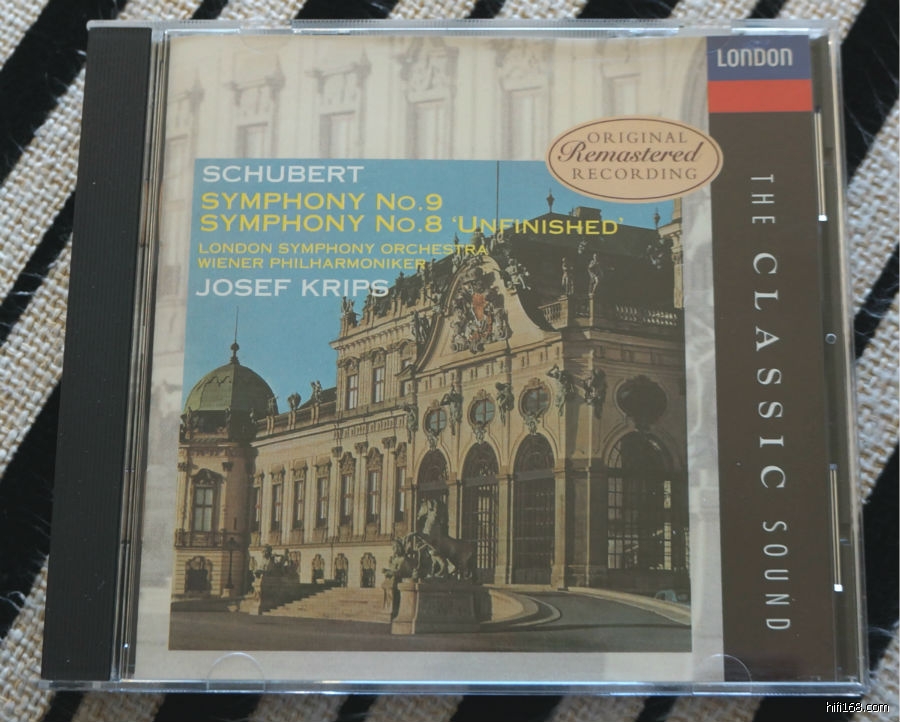 LONDON
ORIGINAL
Remastered
RECORDING
SCHUBERT
SYMPHONY No.9
SYMPHONY No.8 'UNFINISHED'
LONDON SYMPHONY ORCHESTRA
WIENER PHILHARMONIKER
JOSEF KRIPS
THE CLASSIC SOUND
hifi168.com